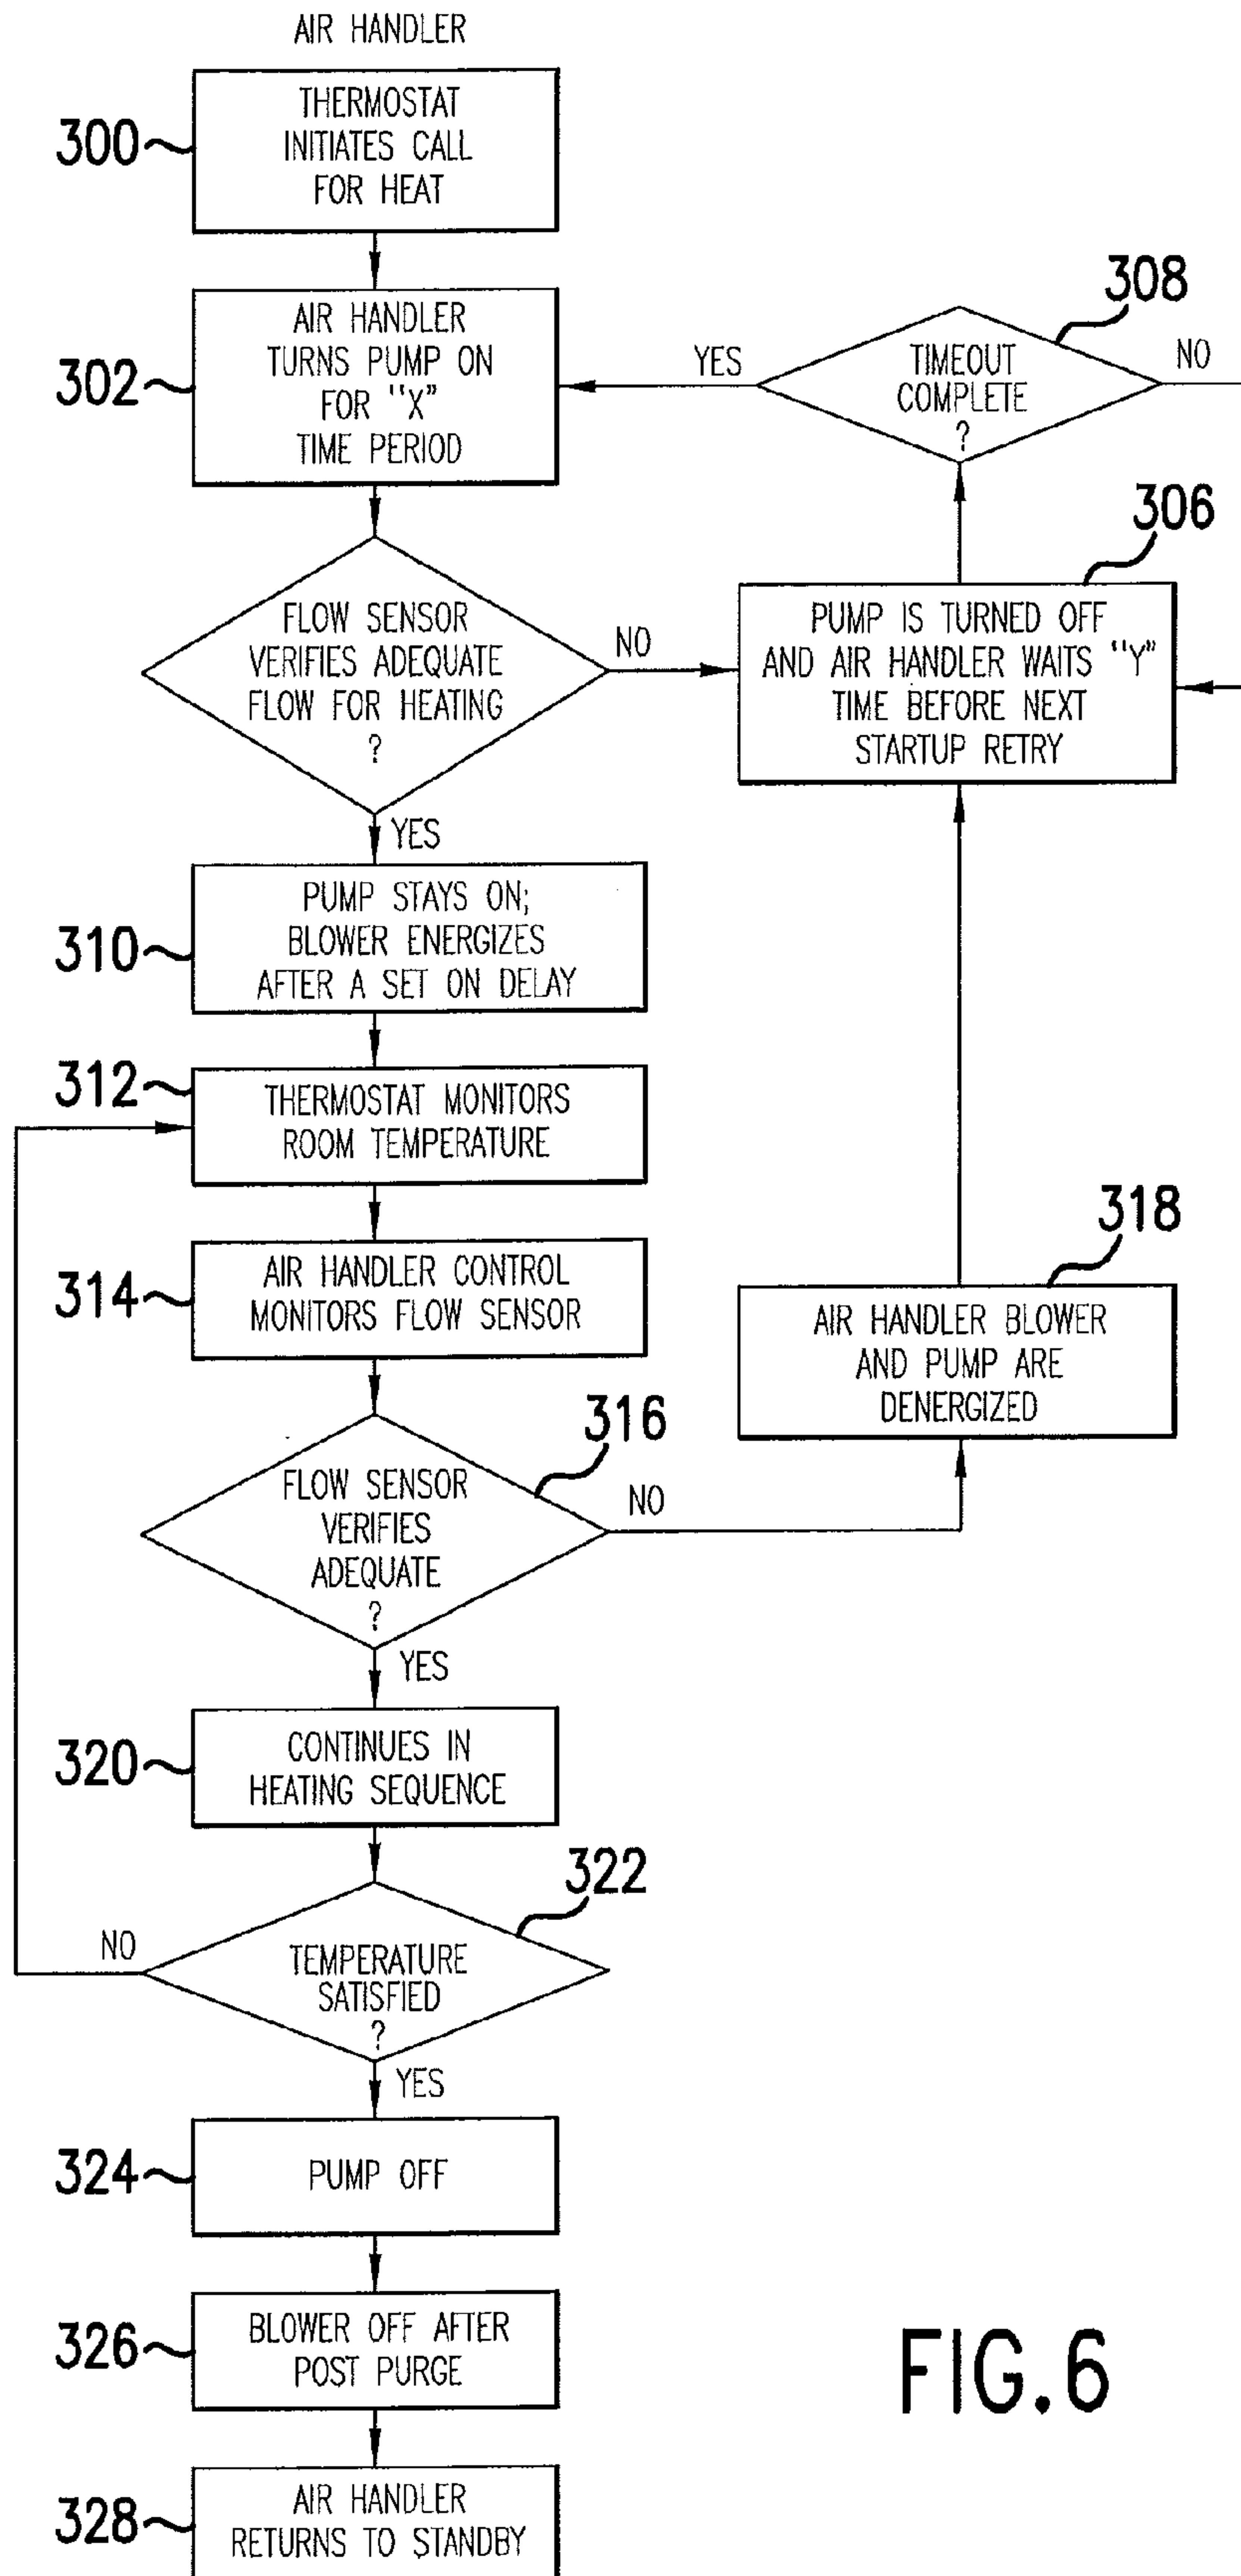 AIR HANDLER
300
THERMOSTAT
INITIATES CALL
FOR HEAT
302
AIR HANDLER
TURNS PUMP ON
FOR "X"
TIME PERIOD
308
TIMEOUT
COMPLETE
?
YES
NO
FLOW SENSOR
VERIFIES ADEQUATE
FLOW FOR HEATING
?
NO
YES
306
PUMP IS TURNED OFF
AND AIR HANDLER WAITS "Y"
TIME BEFORE NEXT
STARTUP RETRY
310
PUMP STAYS ON;
BLOWER ENERGIZES
AFTER A SET ON DELAY
312
THERMOSTAT MONITORS
ROOM TEMPERATURE
314
AIR HANDLER CONTROL
MONITORS FLOW SENSOR
318
AIR HANDLER BLOWER
AND PUMP ARE
DENERGIZED
316
FLOW SENSOR
VERIFIES
ADEQUATE
?
NO
YES
320
CONTINUES IN
HEATING SEQUENCE
322
TEMPERATURE
SATISFIED
?
NO
YES
324
PUMP OFF
326
BLOWER OFF AFTER
POST PURGE
328
AIR HANDLER
RETURNS TO STANDBY
FIG.6